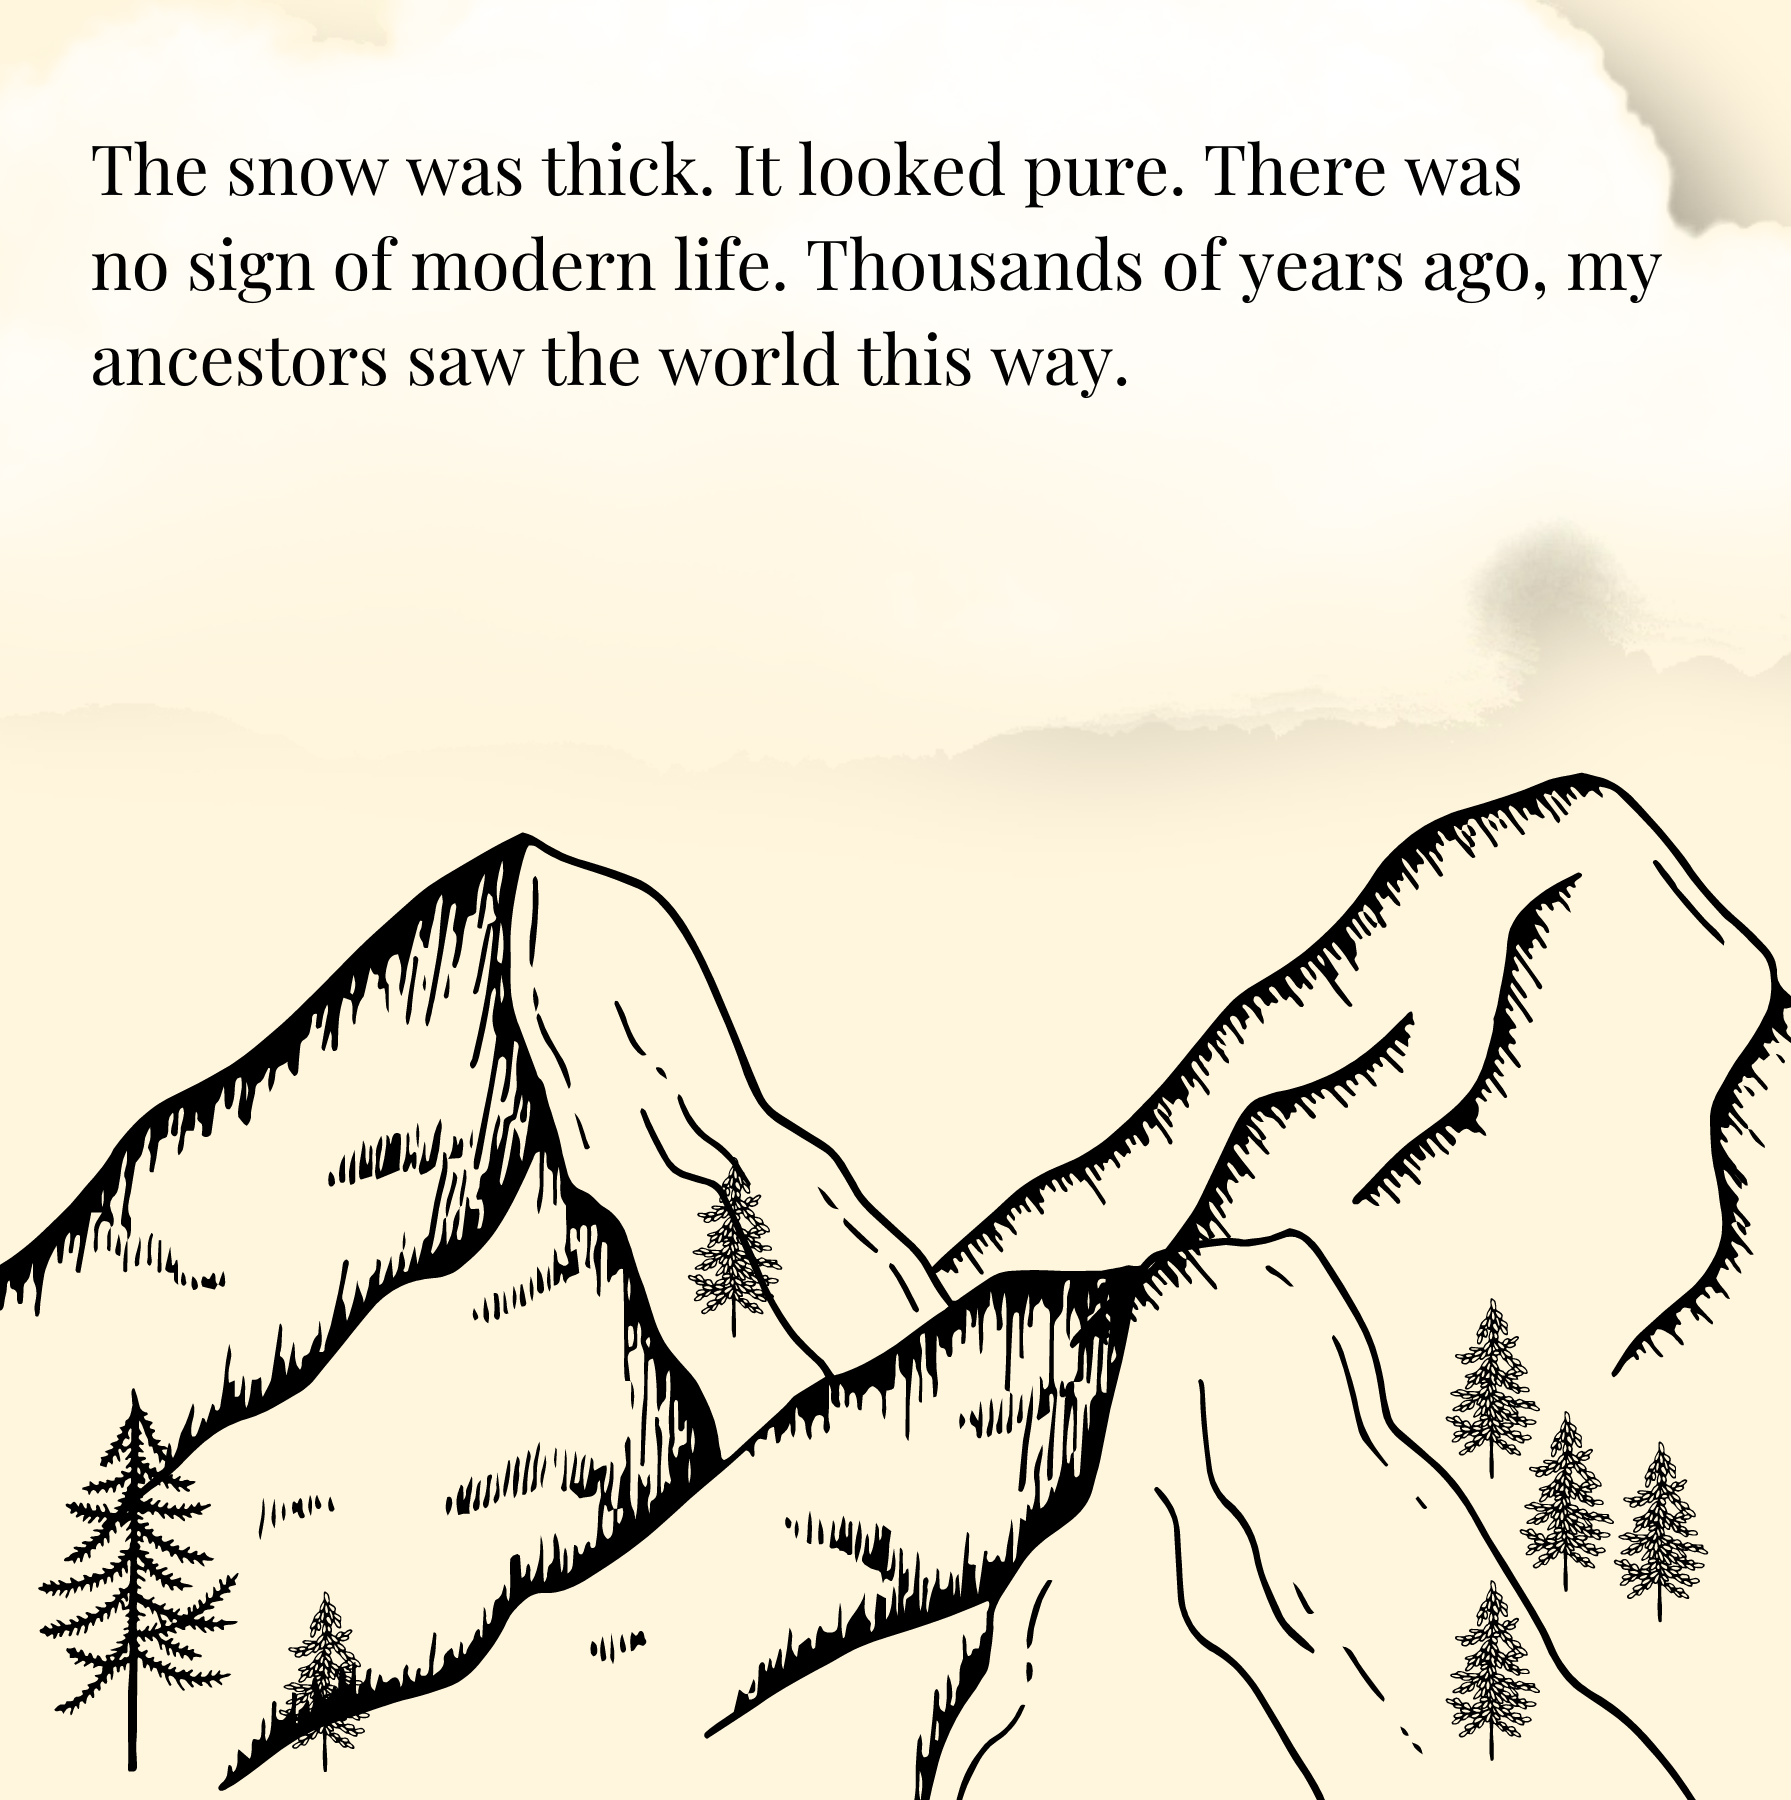 The snow was thick. It looked pure. There was
no sign of modern life. Thousands of years ago, my
ancestors saw the world this way.